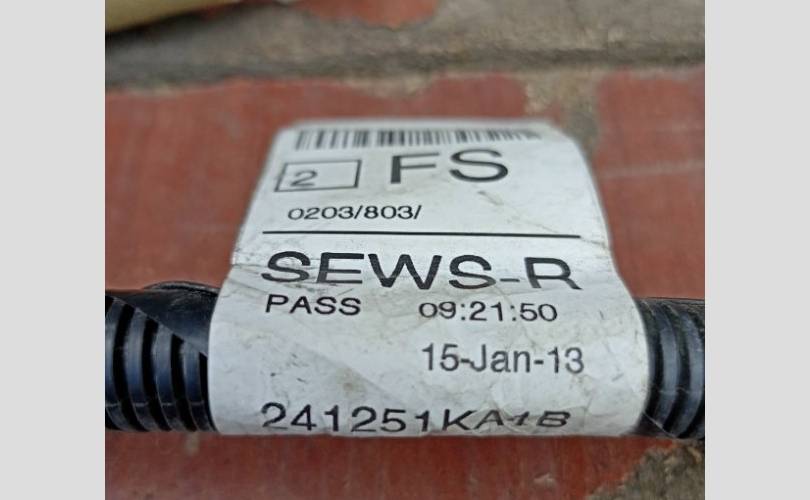 2 FS
0203/803/
SEWS-R
PASS 09:21:50
15-Jan-13
241251KA1B